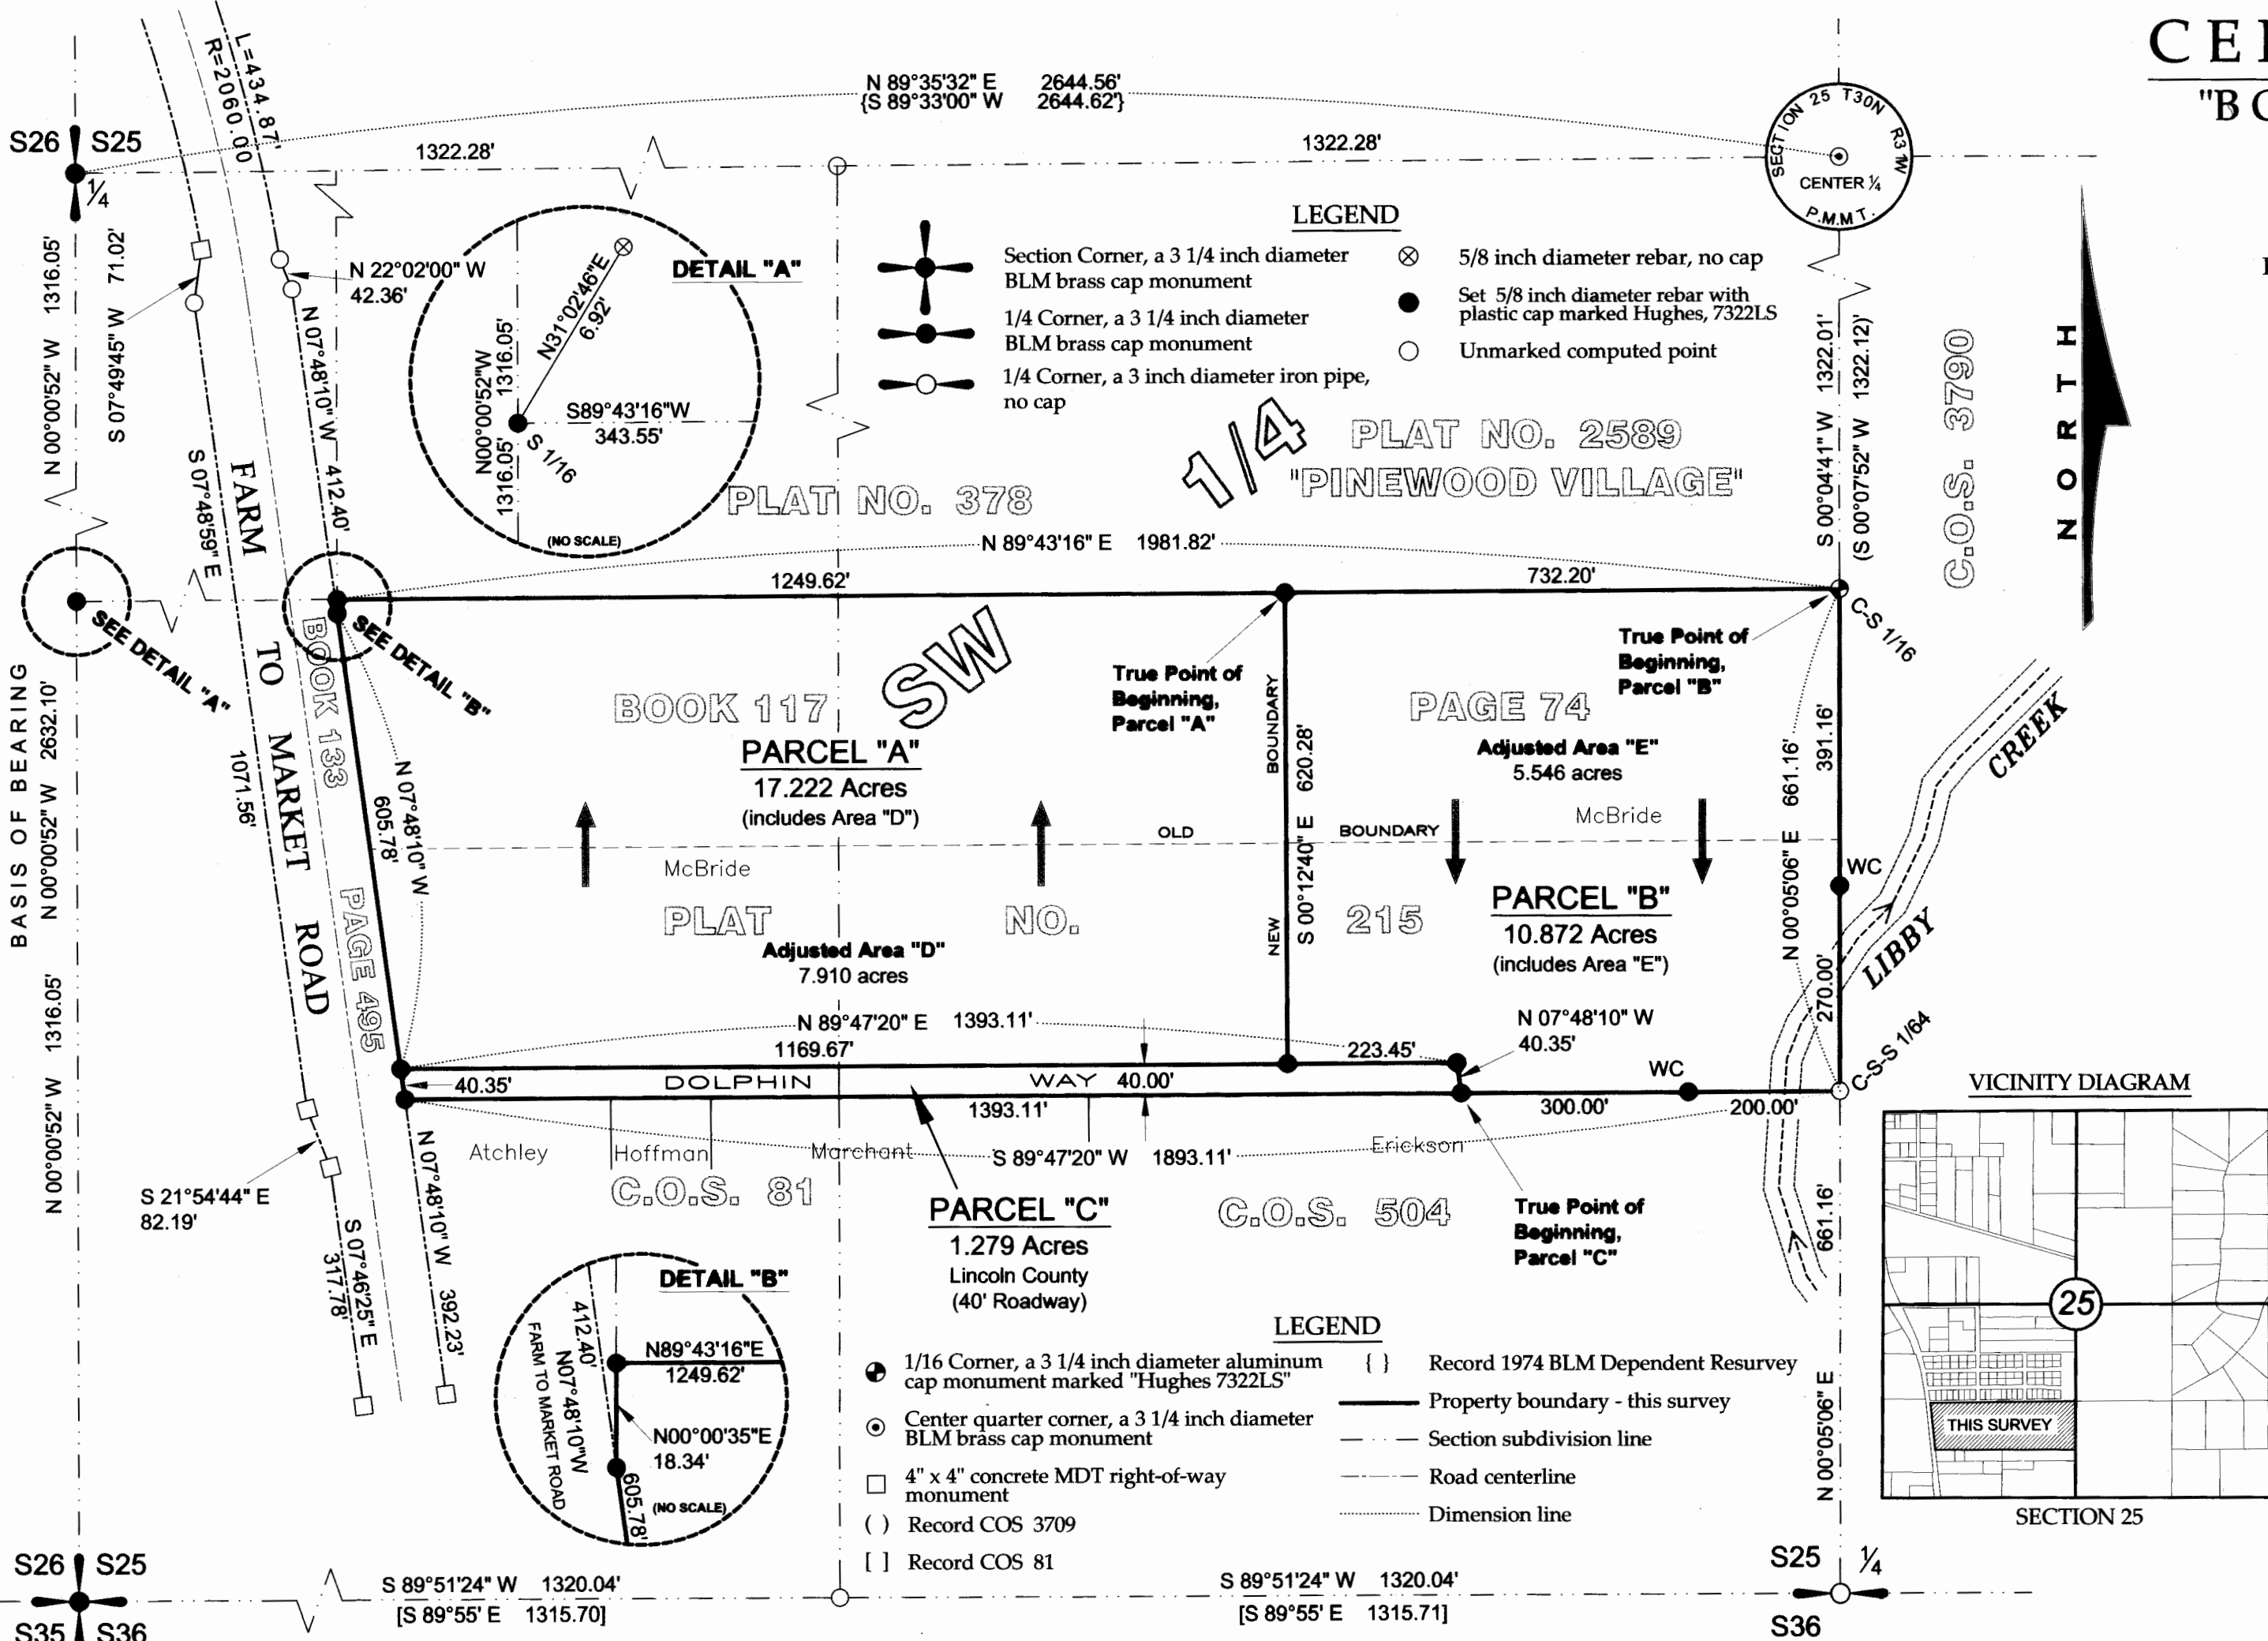 CE
"BO
L=434.87'
R=2060.00
N 89°35'32" E 2644.56'
{S 89°33'00" W 2644.62'}
S26 S25
1/4
1322.28'
1322.28'
SECTION 25 T30N R31W
CENTER 1/4
P.M.M.T.
N 00°00'52" W 1316.05'
S 07°49'45" W 71.02'
N 22°02'00" W
42.36'
N 07°48'10" W 412.40'
S 07°48'59" E
1071.56'
DETAIL "A"
N31°02'46"E
6.92'
N00°00'52"W
1316.05'
1316.05'
S89°43'16"W
343.55'
S 1/16
(NO SCALE)
LEGEND
Section Corner, a 3 1/4 inch diameter
BLM brass cap monument
1/4 Corner, a 3 1/4 inch diameter
BLM brass cap monument
1/4 Corner, a 3 inch diameter iron pipe,
no cap
5/8 inch diameter rebar, no cap
Set 5/8 inch diameter rebar with
plastic cap marked Hughes, 7322LS
Unmarked computed point
S 00°04'41" W 1322.01'
(S 00°07'52" W 1322.12)'
C.O.S. 3790
NORTH
1/4
PLAT NO. 2589
"PINEWOOD VILLAGE"
PLAT NO. 378
N 89°43'16" E 1981.82'
1249.62'
732.20'
C-S 1/16
SEE DETAIL "A"
SEE DETAIL "B"
FARM TO MARKET ROAD
BOOK 133
PAGE 495
SW
BOOK 117
PAGE 74
True Point of
Beginning,
Parcel "A"
True Point of
Beginning,
Parcel "B"
PARCEL "A"
17.222 Acres
(includes Area "D")
Adjusted Area "E"
5.546 acres
McBride
OLD BOUNDARY
McBride
BASIS OF BEARING
N 00°00'52" W 2632.10'
N 00°00'52" W 1316.05'
N 07°48'10" W
605.78'
NEW BOUNDARY
S 00°12'40" E 620.28'
N 00°05'06" E 661.16'
391.16'
270.00'
WC
LIBBY CREEK
PLAT NO. 215
Adjusted Area "D"
7.910 acres
PARCEL "B"
10.872 Acres
(includes Area "E")
N 89°47'20" E 1393.11'
1169.67'
223.45'
N 07°48'10" W
40.35'
WC
C-S-S 1/64
40.35'
DOLPHIN WAY
40.00'
1393.11'
300.00'
200.00'
Atchley
Hoffman
Marchant
S 89°47'20" W 1893.11'
Erickson
C.O.S. 81
C.O.S. 504
PARCEL "C"
1.279 Acres
Lincoln County
(40' Roadway)
True Point of
Beginning,
Parcel "C"
S 21°54'44" E
82.19'
S 07°46'25" E
317.78'
N 07°48'10" W 392.23'
661.16'
N 00°05'06" E
DETAIL "B"
412.40'
N07°48'10"W
FARM TO MARKET ROAD
N89°43'16"E
1249.62'
N00°00'35"E
18.34'
605.78'
(NO SCALE)
LEGEND
1/16 Corner, a 3 1/4 inch diameter aluminum
cap monument marked "Hughes 7322LS"
Center quarter corner, a 3 1/4 inch diameter
BLM brass cap monument
4" x 4" concrete MDT right-of-way
monument
( ) Record COS 3709
[ ] Record COS 81
{ } Record 1974 BLM Dependent Resurvey
Property boundary - this survey
Section subdivision line
Road centerline
Dimension line
VICINITY DIAGRAM
25
THIS SURVEY
SECTION 25
S26 S25
S35 S36
S 89°51'24" W 1320.04'
[S 89°55' E 1315.70]
S 89°51'24" W 1320.04'
[S 89°55' E 1315.71]
S25 1/4
S36